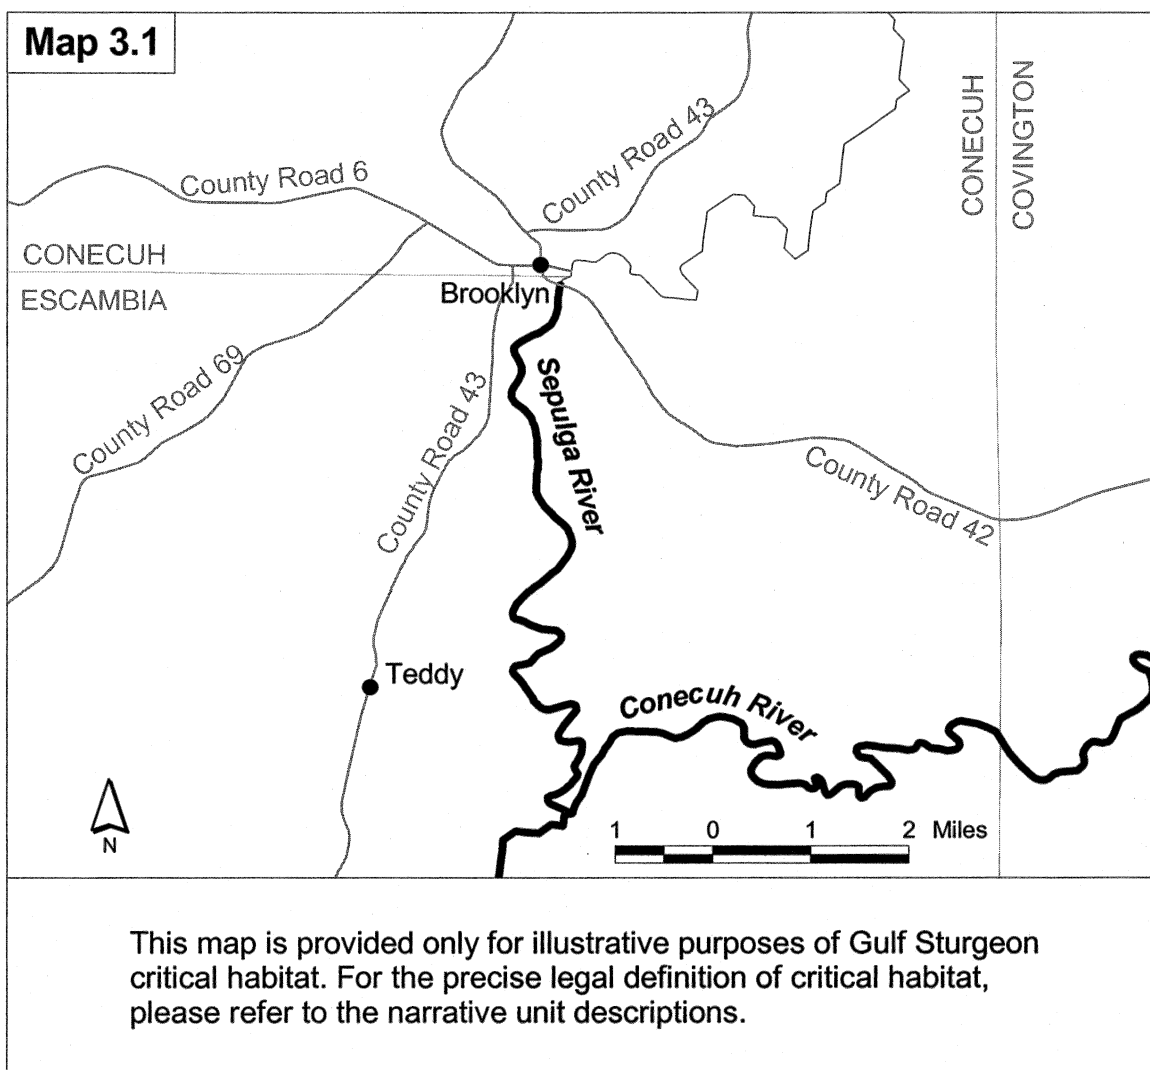 Map 3.1
CONECUH
COVINGTON
County Road 43
County Road 6
CONECUH
ESCAMBIA
Brooklyn
County Road 69
County Road 43
Sepulga River
County Road 42
Teddy
Conecuh River
N
1 0 1 2 Miles
This map is provided only for illustrative purposes of Gulf Sturgeon
critical habitat. For the precise legal definition of critical habitat,
please refer to the narrative unit descriptions.